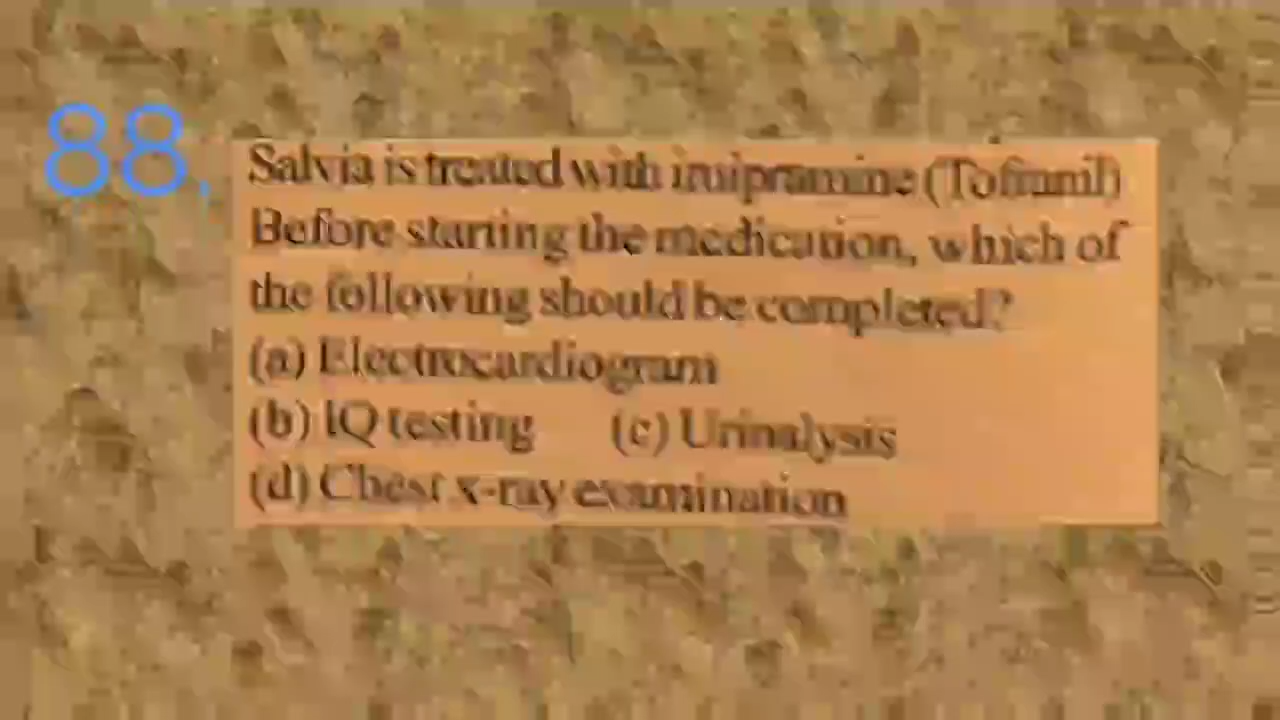 88.
Salvia is treated with imipramine (Tofranil)
Before starting the medication, which of
the following should be completed?
(a) Electrocardiogram
(b) IQ testing (c) Urinalysis
(d) Chest x-ray examination